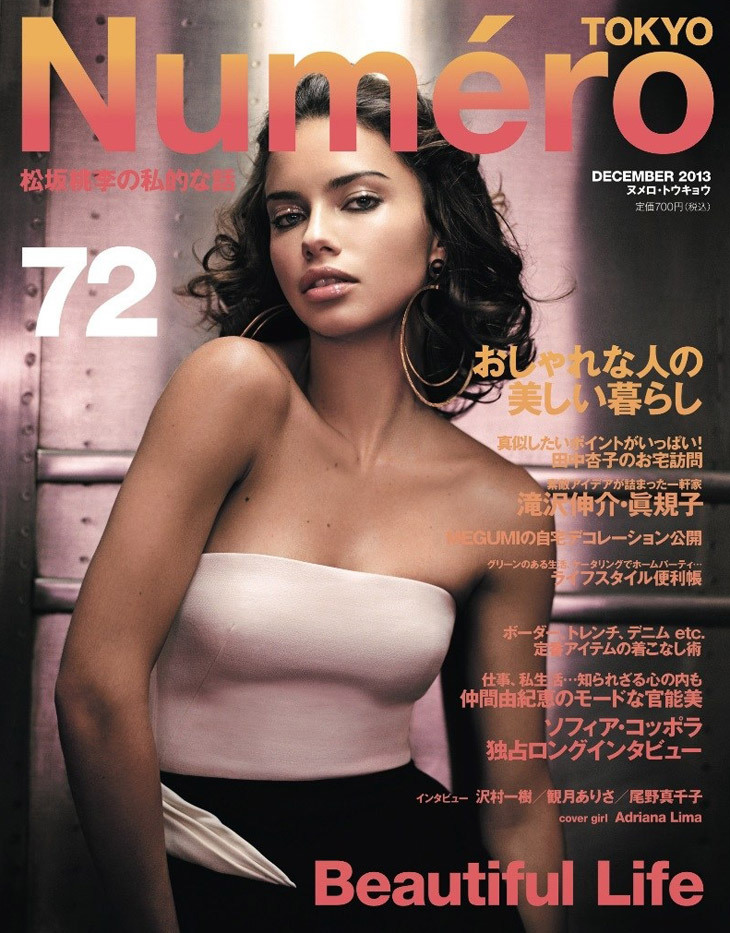 Numéro
TOKYO
DECEMBER 2013
ヌメロ・トウキョウ
定価700円(税込)
松坂桃李の私的な話
72
おしゃれな人の
美しい暮らし
真似したいポイントがいっぱい!
田中杏子のお宅訪問
素敵アイデアが詰まった一軒家
滝沢伸介・眞規子
MEGUMIの自宅デコレーション公開
グリーンのある生活、ケータリングでホームパーティ…
ライフスタイル便利帳
ボーダー、トレンチ、デニム etc.
定番アイテムの着こなし術
仕事、私生活…知られざる心の内も
仲間由紀恵のモードな官能美
ソフィア・コッポラ
独占ロングインタビュー
インタビュー 沢村一樹/観月ありさ/尾野真千子
cover girl Adriana Lima
Beautiful Life